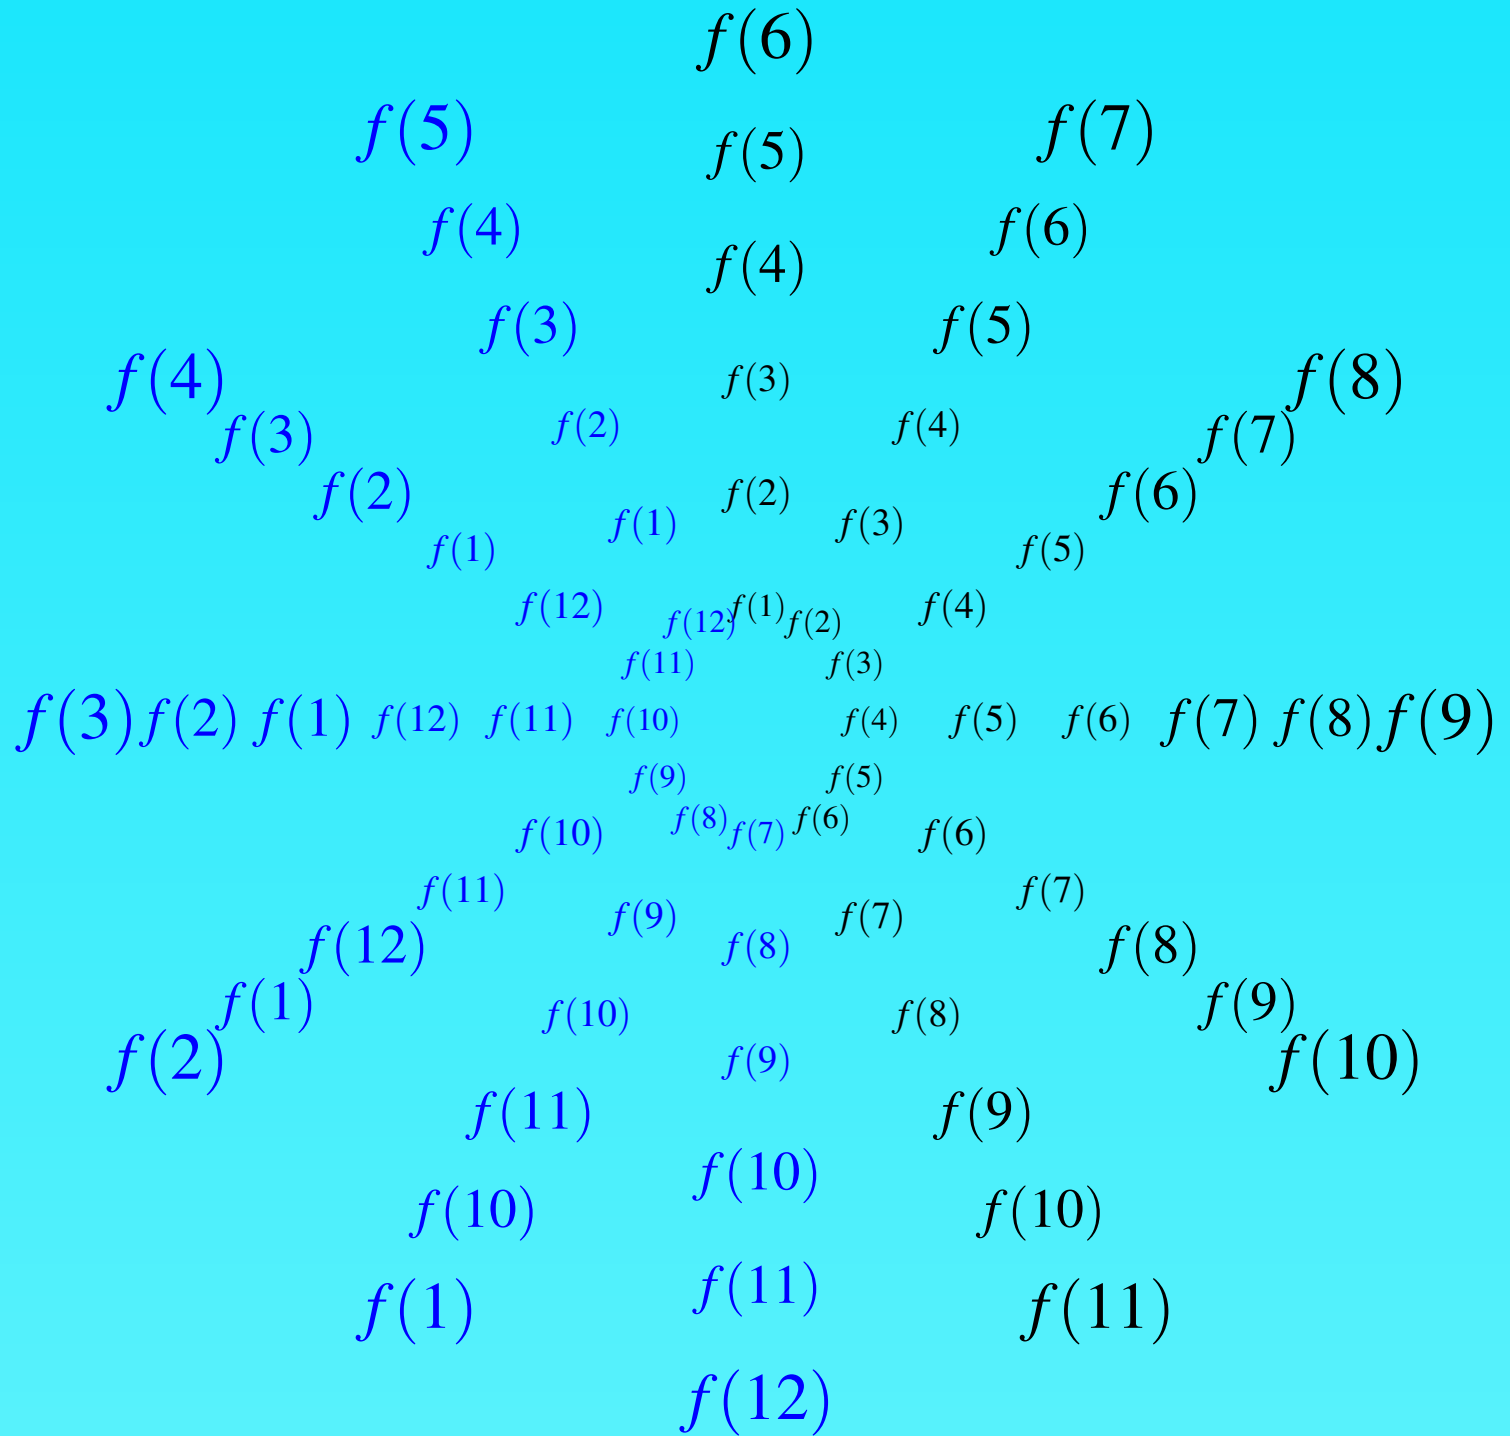 f(6)
f(5) f(7)
f(5)
f(4) f(6)
f(4)
f(3) f(5)
f(4) f(3) f(8)
f(2) f(4)
f(3) f(7)
f(2) f(2) f(6)
f(1) f(3)
f(1) f(5)
f(12) f(1) f(4)
f(12) f(2)
f(11) f(3)
f(3) f(2) f(1) f(12) f(11) f(10) f(4) f(5) f(6) f(7) f(8) f(9)
f(9) f(5)
f(8) f(6)
f(10) f(7) f(6)
f(11) f(7)
f(9) f(7)
f(12) f(8) f(8)
f(1) f(9)
f(10) f(8)
f(2) f(9) f(10)
f(11) f(9)
f(10)
f(10) f(10)
f(11)
f(1) f(11)
f(12)